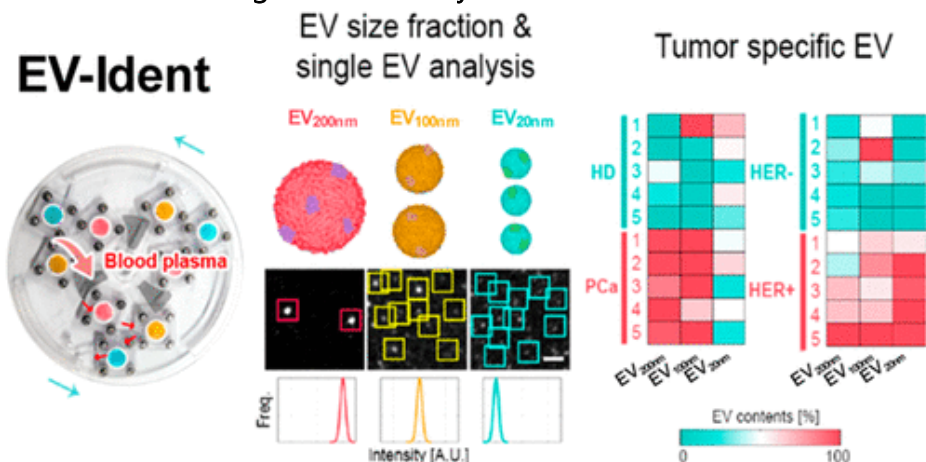 EV-Ident
Blood plasma
EV size fraction &
single EV analysis
EV200nm
EV100nm
EV20nm
Freq.
Intensity [A.U.]
Tumor specific EV
HD
1
2
3
4
5
PCa
1
2
3
4
5
EV200nm
EV100nm
EV20nm
HER-
1
2
3
4
5
HER+
1
2
3
4
5
EV200nm
EV100nm
EV20nm
EV contents [%]
0
100